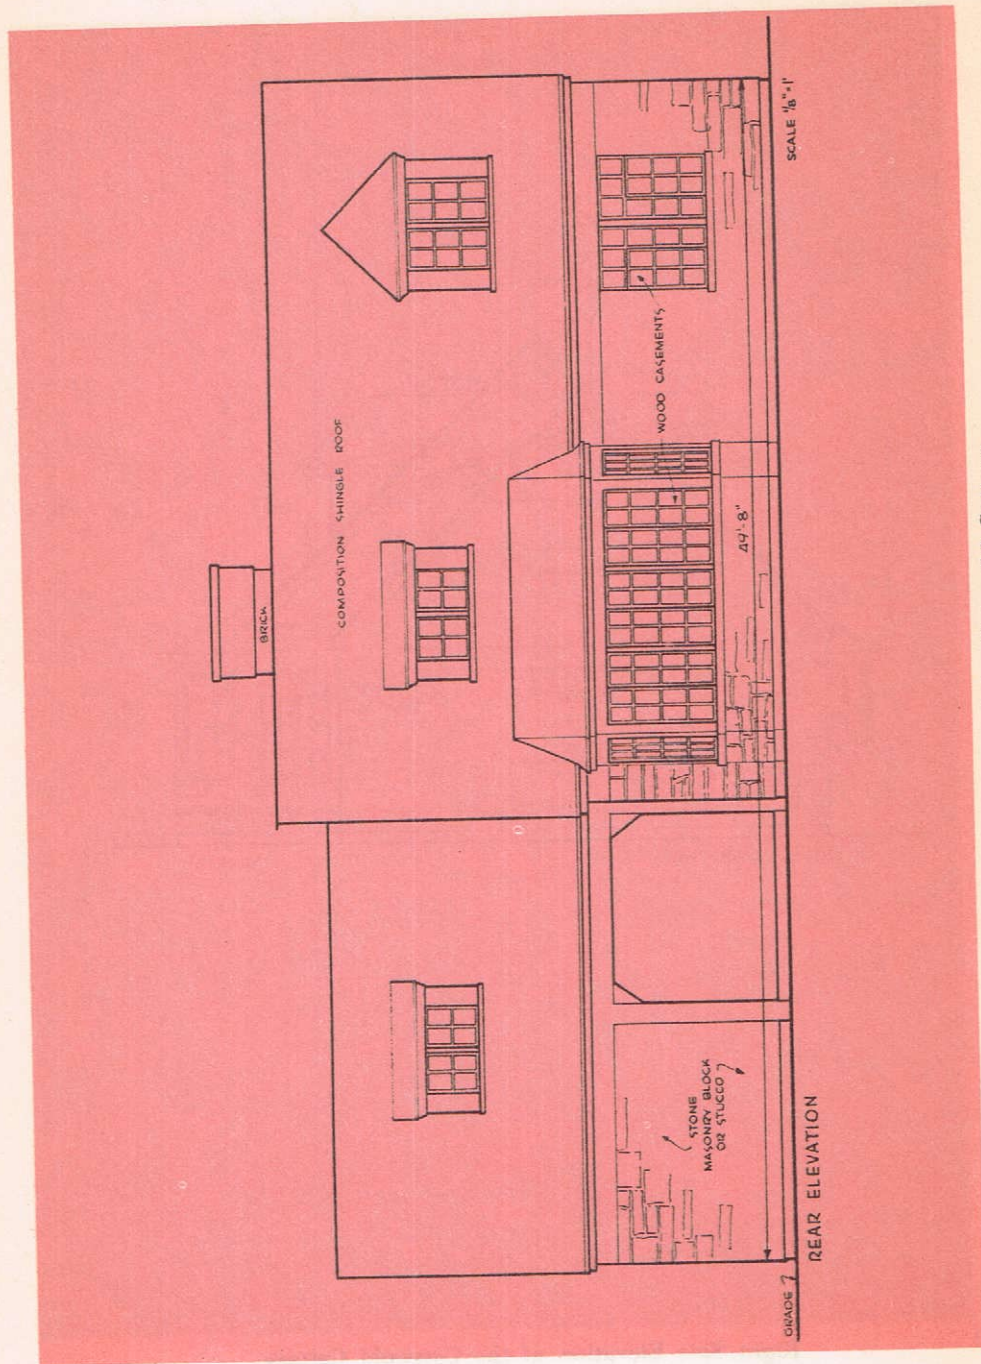 BRICK
COMPOSITION SHINGLE ROOF
WOOD CASEMENTS
49'-8"
STONE
MASONRY BLOCK
OR STUCCO
GRADE
REAR ELEVATION
SCALE 1/8"=1'